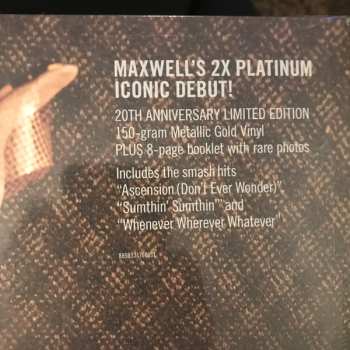 MAXWELL'S 2X PLATINUM
ICONIC DEBUT!
20TH ANNIVERSARY LIMITED EDITION
150-gram Metallic Gold Vinyl
PLUS 8-page booklet with rare photos
Includes the smash hits
"Ascension (Don't Ever Wonder)"
"Sumthin' Sumthin'" and
"Whenever Wherever Whatever"